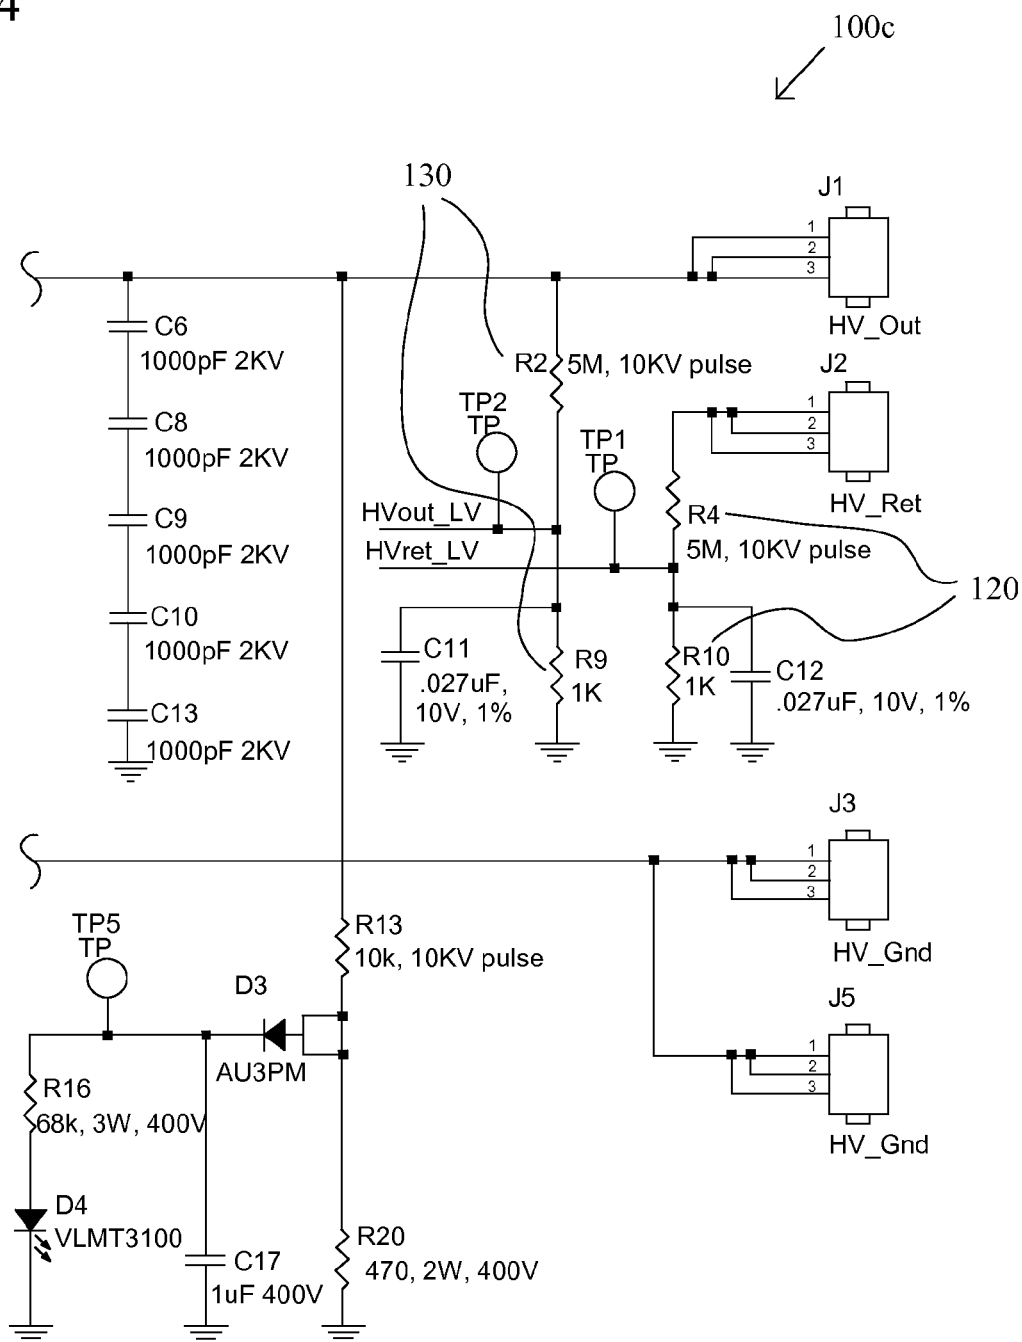 4
100c
130
J1
1
2
3
HV_Out
C6
1000pF 2KV
R2 5M, 10KV pulse
J2
1
2
3
HV_Ret
TP2
TP
TP1
TP
C8
1000pF 2KV
HVout_LV
HVret_LV
R4
5M, 10KV pulse
C9
1000pF 2KV
120
C10
1000pF 2KV
C11
.027uF,
10V, 1%
R9
1K
R10
1K
C12
.027uF, 10V, 1%
C13
1000pF 2KV
J3
1
2
3
HV_Gnd
R13
10k, 10KV pulse
TP5
TP
D3
AU3PM
J5
1
2
3
HV_Gnd
R16
68k, 3W, 400V
D4
VLMT3100
C17
1uF 400V
R20
470, 2W, 400V